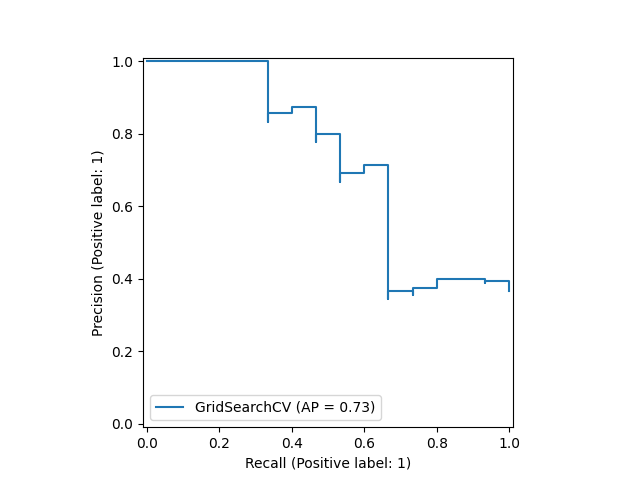 1.0
0.8
0.6
0.4
0.2
0.0
Precision (Positive label: 1)
GridSearchCV (AP = 0.73)
0.0 0.2 0.4 0.6 0.8 1.0
Recall (Positive label: 1)